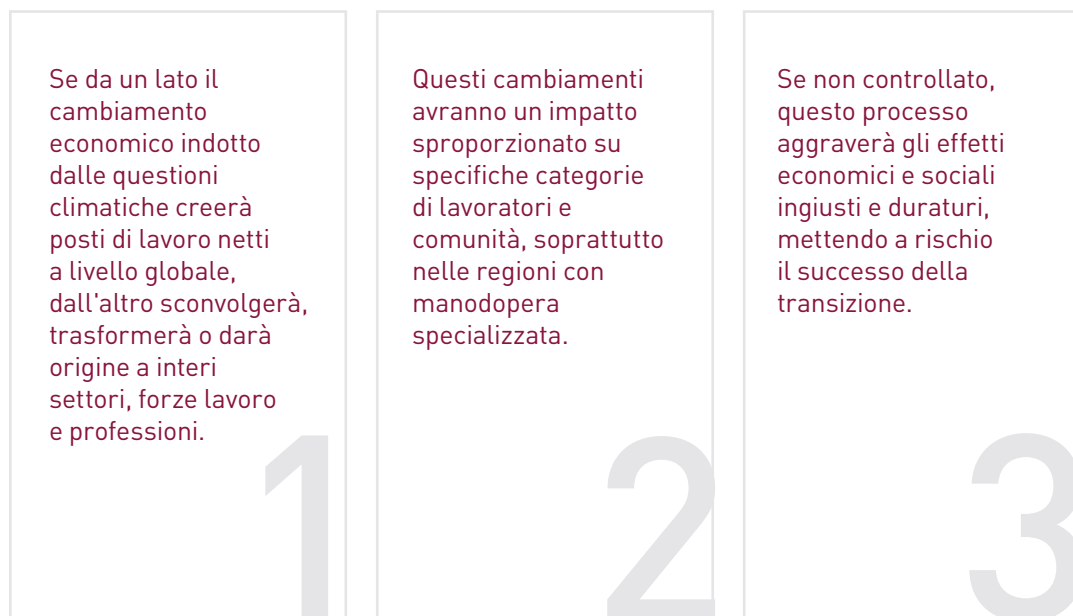 Se da un lato il
cambiamento
economico indotto
dalle questioni
climatiche creerà
posti di lavoro netti
a livello globale,
dall'altro sconvolgerà,
trasformerà o darà
origine a interi
settori, forze lavoro
e professioni.
1
Questi cambiamenti
avranno un impatto
sproporzionato su
specifiche categorie
di lavoratori e
comunità, soprattutto
nelle regioni con
manodopera
specializzata.
2
Se non controllato,
questo processo
aggraverà gli effetti
economici e sociali
ingiusti e duraturi,
mettendo a rischio
il successo della
transizione.
3